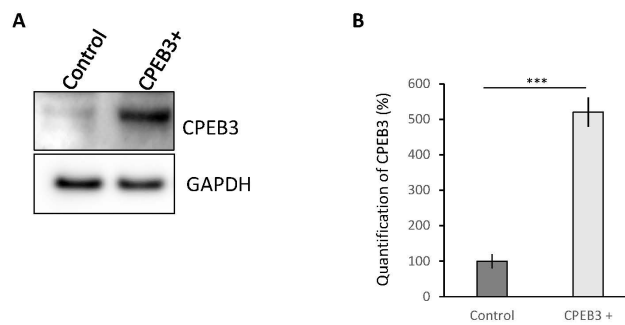 A
Control
CPEB3+
CPEB3
GAPDH
B
Quantification of CPEB3 (%)
600
500
400
300
200
100
0
***
Control
CPEB3 +